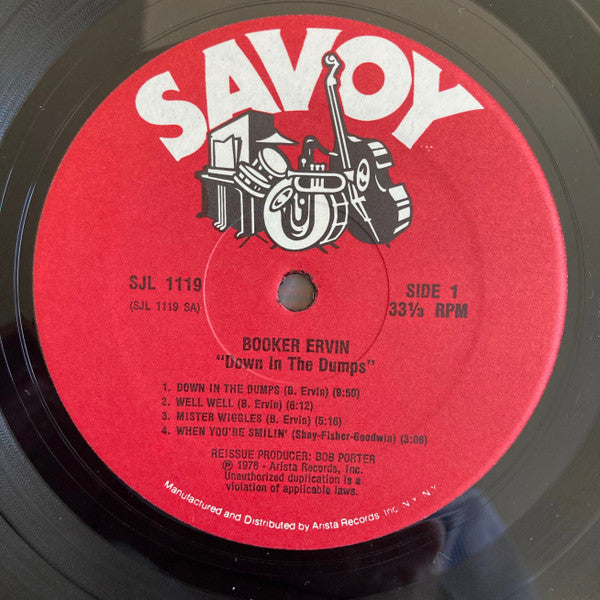 SAVOY
SJL 1119
(SJL 1119 SA)
SIDE 1
33⅓ RPM
BOOKER ERVIN
"Down In The Dumps"
1. DOWN IN THE DUMPS (B. Ervin) (9:50)
2. WELL WELL (B. Ervin) (6:12)
3. MISTER WIGGLES (B. Ervin) (5:16)
4. WHEN YOU'RE SMILIN' (Shay-Fisher-Goodwin) (3:06)
REISSUE PRODUCER: BOB PORTER
℗ 1978 - Arista Records, Inc.
Unauthorized duplication is a
violation of applicable laws.
Manufactured and Distributed by Arista Records Inc. N.Y. N.Y.